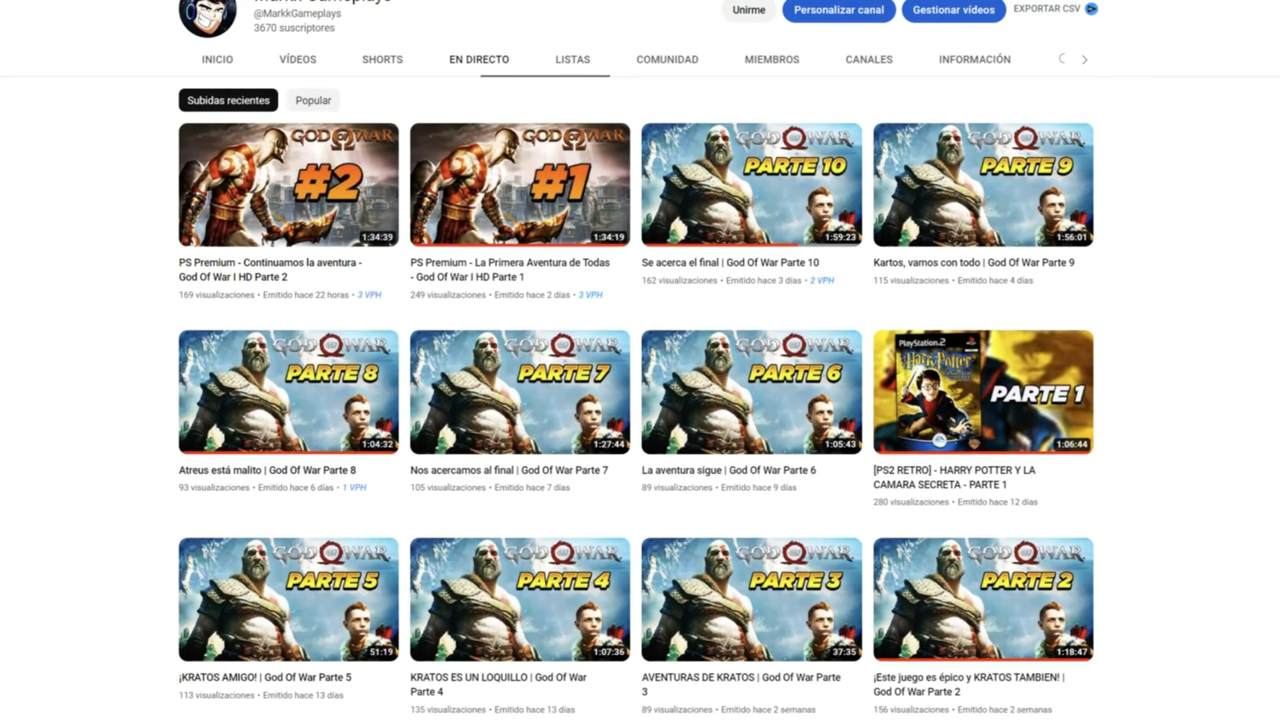 @MarkkGameplays
3670 suscriptores
Unirme
Personalizar canal
Gestionar vídeos
EXPORTAR CSV
INICIO
VÍDEOS
SHORTS
EN DIRECTO
LISTAS
COMUNIDAD
MIEMBROS
CANALES
INFORMACIÓN
Subidas recientes
Popular
GOD OF WAR
#2
1:34:39
PS Premium - Continuamos la aventura -
God Of War I HD Parte 2
169 visualizaciones • Emitido hace 22 horas • 3 VPH
GOD OF WAR
#1
1:34:19
PS Premium - La Primera Aventura de Todas
- God Of War I HD Parte 1
249 visualizaciones • Emitido hace 2 días • 3 VPH
GOD OF WAR
PARTE 10
1:59:23
Se acerca el final | God Of War Parte 10
162 visualizaciones • Emitido hace 3 días • 2 VPH
GOD OF WAR
PARTE 9
1:56:01
Kartos, vamos con todo | God Of War Parte 9
115 visualizaciones • Emitido hace 4 días
GOD OF WAR
PARTE 8
1:04:32
Atreus está malito | God Of War Parte 8
93 visualizaciones • Emitido hace 6 días • 1 VPH
GOD OF WAR
PARTE 7
1:27:44
Nos acercamos al final | God Of War Parte 7
105 visualizaciones • Emitido hace 7 días
GOD OF WAR
PARTE 6
1:05:43
La aventura sigue | God Of War Parte 6
89 visualizaciones • Emitido hace 9 días
PlayStation.2
Harry Potter
PARTE 1
1:06:44
[PS2 RETRO] - HARRY POTTER Y LA
CAMARA SECRETA - PARTE 1
280 visualizaciones • Emitido hace 12 días
GOD OF WAR
PARTE 5
51:19
¡KRATOS AMIGO! | God Of War Parte 5
113 visualizaciones • Emitido hace 13 días
GOD OF WAR
PARTE 4
1:07:36
KRATOS ES UN LOQUILLO | God Of War
Parte 4
135 visualizaciones • Emitido hace 13 días
GOD OF WAR
PARTE 3
37:35
AVENTURAS DE KRATOS | God Of War Parte
3
89 visualizaciones • Emitido hace 2 semanas
GOD OF WAR
PARTE 2
1:18:47
¡Este juego es épico y KRATOS TAMBIEN! |
God Of War Parte 2
156 visualizaciones • Emitido hace 2 semanas